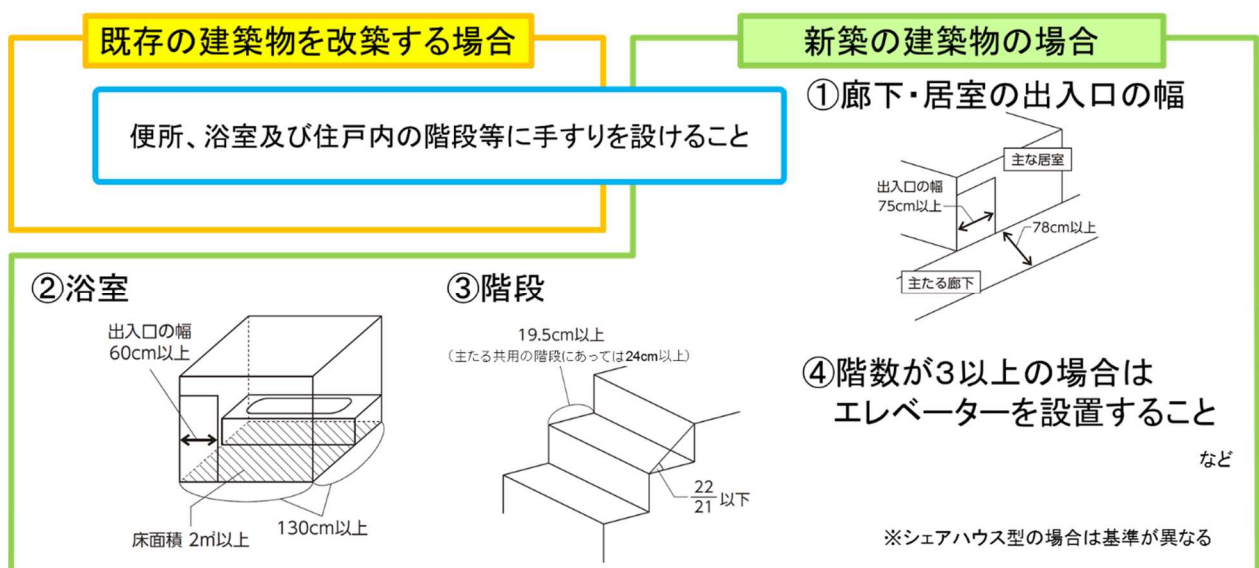 既存の建築物を改築する場合
便所、浴室及び住戸内の階段等に手すりを設けること
新築の建築物の場合
①廊下・居室の出入口の幅
主な居室
出入口の幅
75cm以上
78cm以上
主たる廊下
②浴室
出入口の幅
60cm以上
床面積 2㎡以上
130cm以上
③階段
19.5cm以上
(主たる共用の階段にあっては24cm以上)
22
21 以下
④階数が３以上の場合は
エレベーターを設置すること
など
※シェアハウス型の場合は基準が異なる